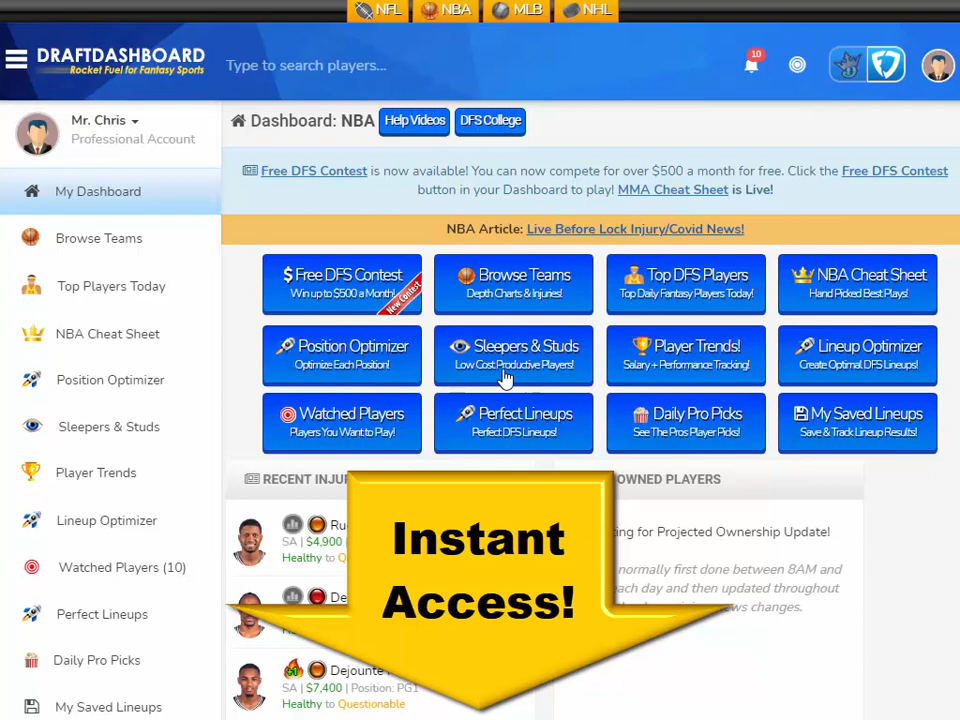 NFL NBA MLB NHL
DRAFTDASHBOARD
Rocket Fuel for Fantasy Sports
Type to search players...
10
Mr. Chris
Professional Account
Dashboard: NBA Help Videos DFS College
Free DFS Contest is now available! You can now compete for over $500 a month for free. Click the Free DFS Contest
button in your Dashboard to play! MMA Cheat Sheet is Live!
NBA Article: Live Before Lock Injury/Covid News!
My Dashboard
Browse Teams
Top Players Today
NBA Cheat Sheet
Position Optimizer
Sleepers & Studs
Player Trends
Lineup Optimizer
Watched Players (10)
Perfect Lineups
Daily Pro Picks
My Saved Lineups
$ Free DFS Contest
Win up to $500 a Month!
New Contest
Browse Teams
Depth Charts & Injuries!
Top DFS Players
Top Daily Fantasy Players Today!
NBA Cheat Sheet
Hand Picked Best Plays!
Position Optimizer
Optimize Each Position!
Sleepers & Studs
Low Cost Productive Players!
Player Trends!
Salary + Performance Tracking!
Lineup Optimizer
Create Optimal DFS Lineups!
Watched Players
Players You Want to Play!
Perfect Lineups
Perfect DFS Lineups!
Daily Pro Picks
See The Pros Player Picks!
My Saved Lineups
Save & Track Lineup Results!
RECENT INJU
SA | $4,900
Healthy to Ques
De
Dejounte
SA | $7,400 | Position: PG1
Healthy to Questionable
OWNED PLAYERS
ing for Projected Ownership Update!
normally first done between 8AM and
each day and then updated throughout
ws changes.
Instant
Access!